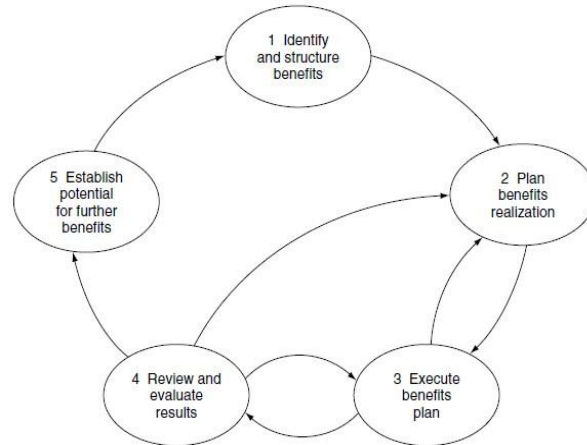 1 Identify
and structure
benefits
2 Plan
benefits
realization
3 Execute
benefits
plan
4 Review and
evaluate
results
5 Establish
potential
for further
benefits